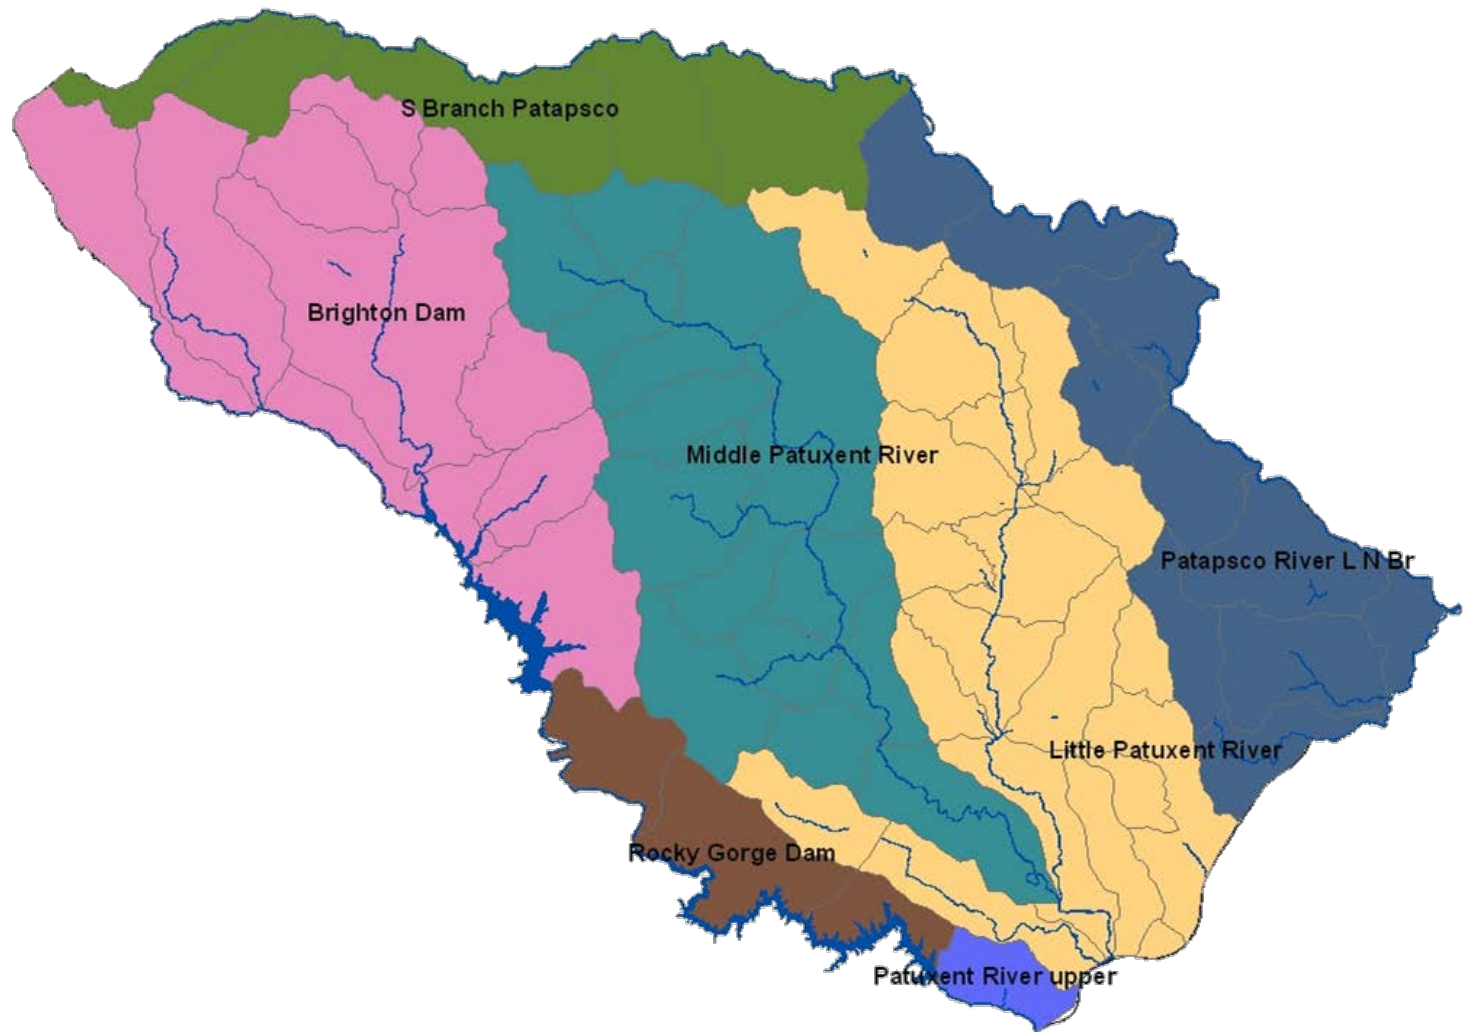 S Branch Patapsco
Brighton Dam
Middle Patuxent River
Patapsco River L N Br
Little Patuxent River
Rocky Gorge Dam
Patuxent River upper